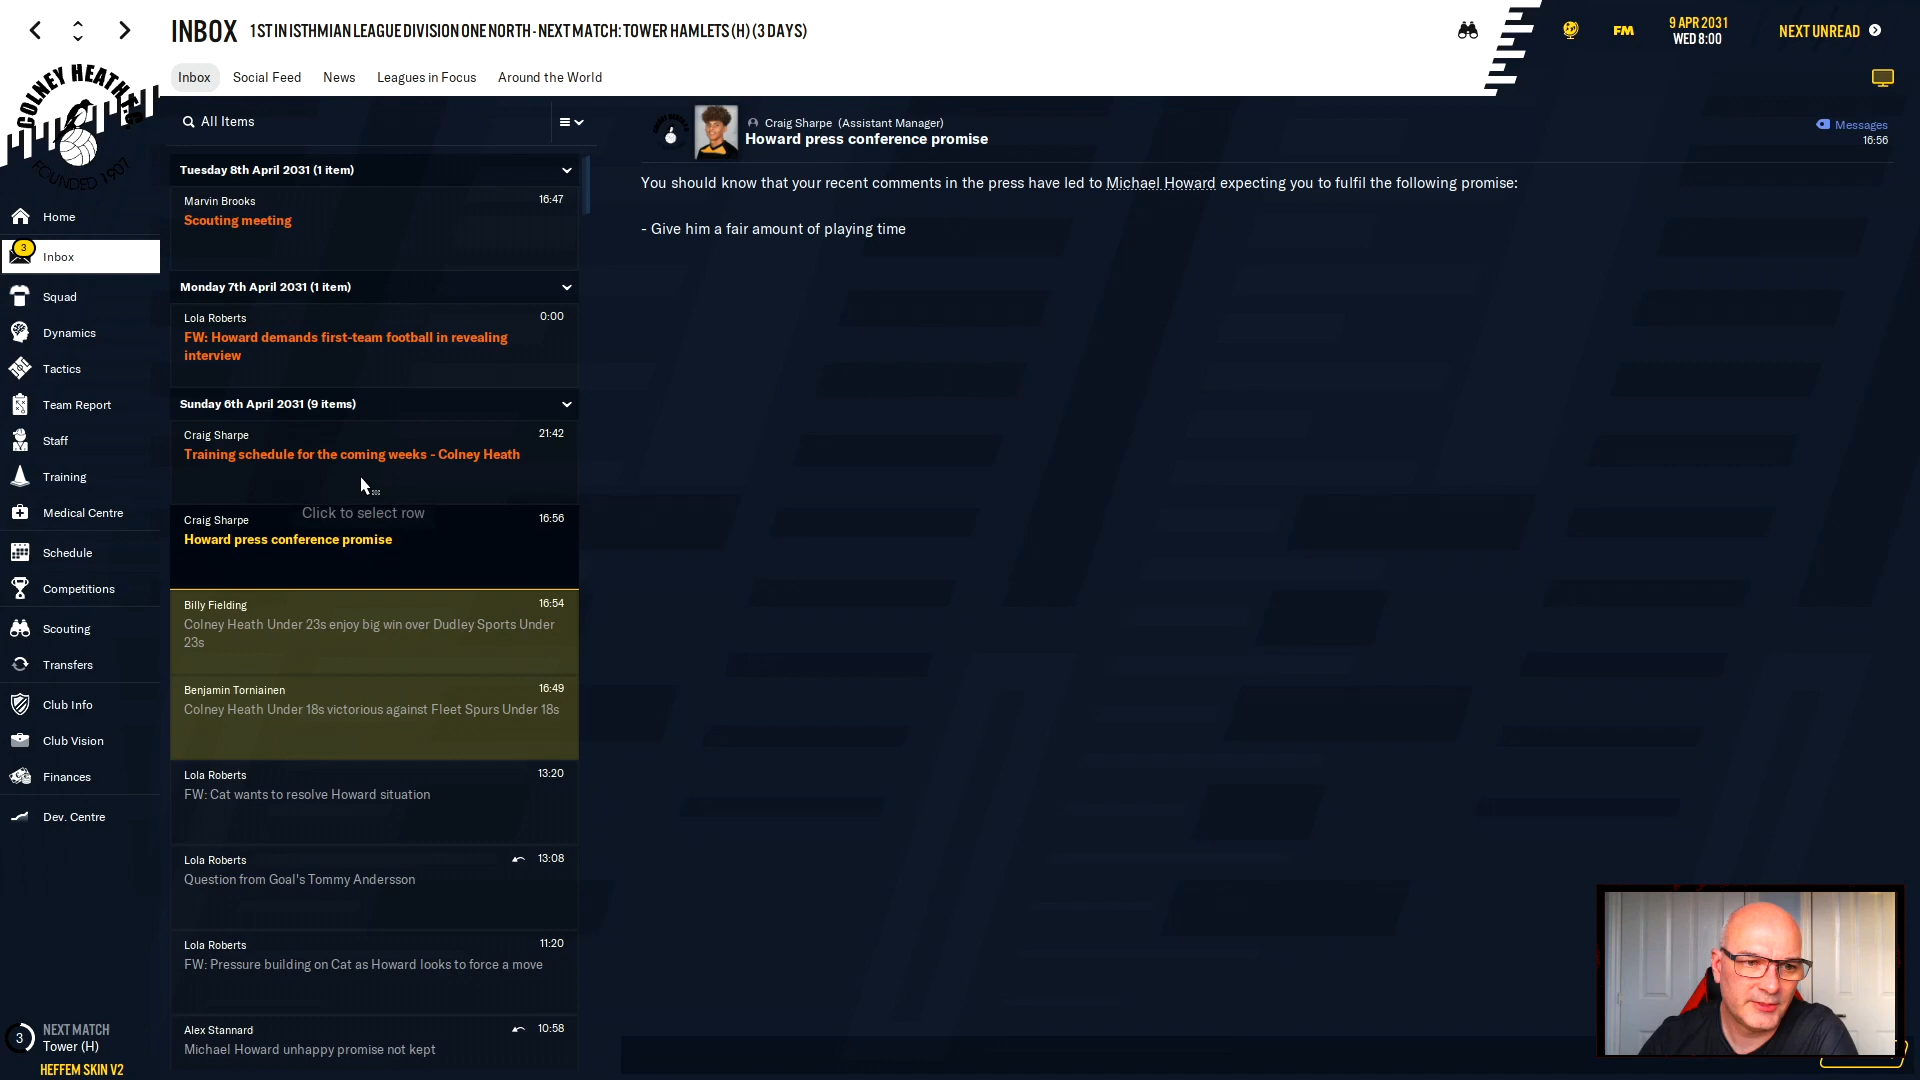 INBOX
1ST IN ISTHMIAN LEAGUE DIVISION ONE NORTH - NEXT MATCH: TOWER HAMLETS (H) (3 DAYS)
FM
9 APR 2031
WED 8:00
NEXT UNREAD
COLNEY HEATH
FOUNDED 1907
Inbox
Social Feed
News
Leagues in Focus
Around the World
Home
3
Inbox
Squad
Dynamics
Tactics
Team Report
Staff
Training
Medical Centre
Schedule
Competitions
Scouting
Transfers
Club Info
Club Vision
Finances
Dev. Centre
3
NEXT MATCH
Tower (H)
HEFFEM SKIN V2
All Items
Tuesday 8th April 2031 (1 item)
Marvin Brooks 16:47
Scouting meeting
Monday 7th April 2031 (1 item)
Lola Roberts 0:00
FW: Howard demands first-team football in revealing
interview
Sunday 6th April 2031 (9 items)
Craig Sharpe 21:42
Training schedule for the coming weeks - Colney Heath
Click to select row
Craig Sharpe 16:56
Howard press conference promise
Billy Fielding 16:54
Colney Heath Under 23s enjoy big win over Dudley Sports Under
23s
Benjamin Torniainen 16:49
Colney Heath Under 18s victorious against Fleet Spurs Under 18s
Lola Roberts 13:20
FW: Cat wants to resolve Howard situation
Lola Roberts 13:08
Question from Goal's Tommy Andersson
Lola Roberts 11:20
FW: Pressure building on Cat as Howard looks to force a move
Alex Stannard 10:58
Michael Howard unhappy promise not kept
Craig Sharpe (Assistant Manager)
Howard press conference promise
Messages
16:56
You should know that your recent comments in the press have led to Michael Howard expecting you to fulfil the following promise:
- Give him a fair amount of playing time